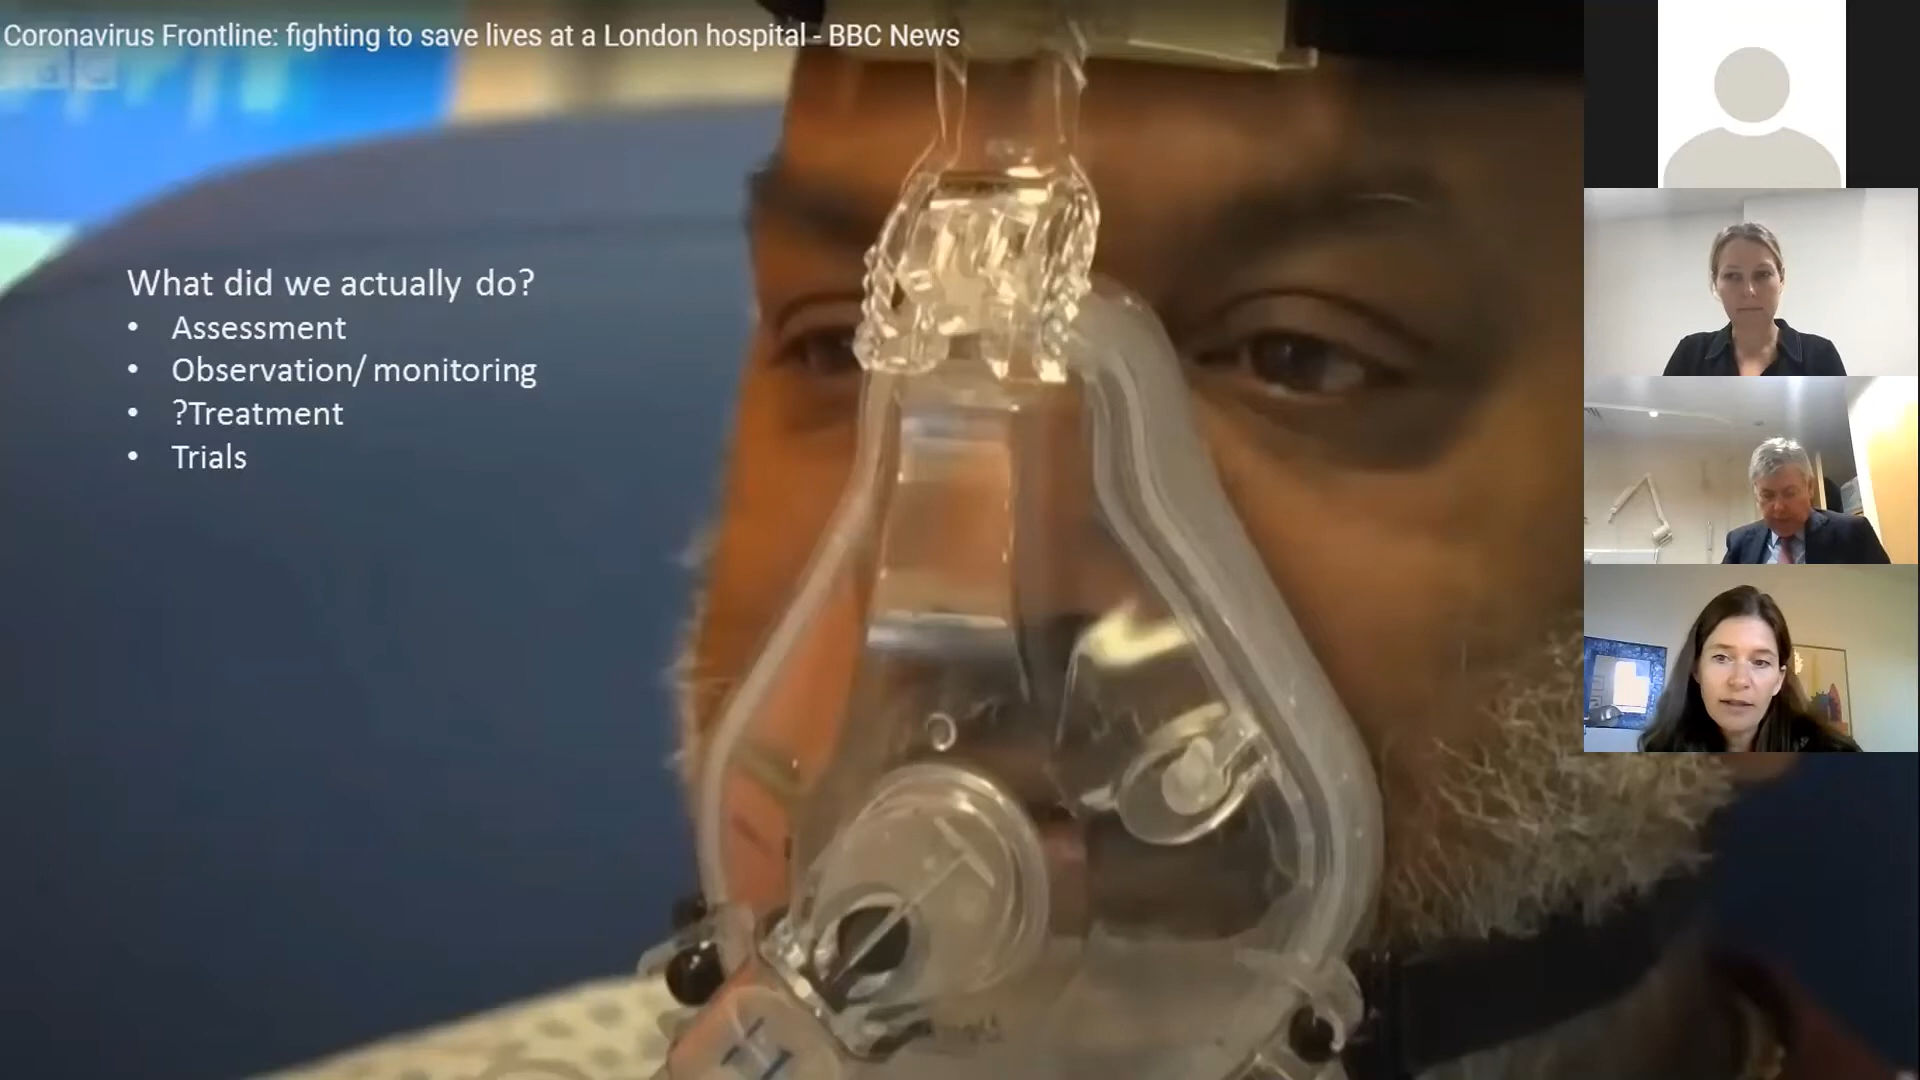 Coronavirus Frontline: fighting to save lives at a London hospital - BBC News
What did we actually do?
• Assessment
• Observation/ monitoring
• ?Treatment
• Trials